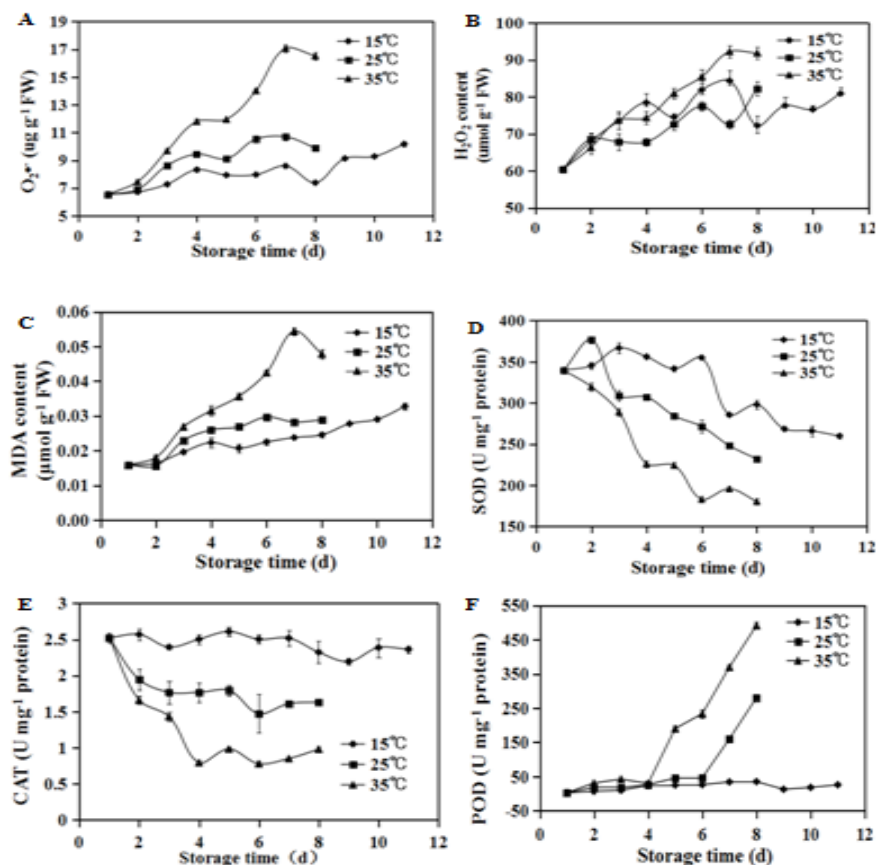 A
19
17
15
13
11
9
7
5
0 2 4 6 8 10 12
O₂•⁻ (ug g⁻¹ FW)
Storage time (d)
15℃
25℃
35℃
B
100
90
80
70
60
50
0 2 4 6 8 10 12
H₂O₂ content
(umol g⁻¹ FW)
Storage time (d)
15℃
25℃
35℃
C
0.06
0.05
0.04
0.03
0.02
0.01
0.00
0 2 4 6 8 10 12
MDA content
(μmol g⁻¹ FW)
Storage time (d)
15℃
25℃
35℃
D
400
350
300
250
200
150
0 2 4 6 8 10 12
SOD (U mg⁻¹ protein)
Storage time (d)
15℃
25℃
35℃
E
3
2.5
2
1.5
1
0.5
0
0 2 4 6 8 10 12
CAT (U mg⁻¹ protein)
Storage time（d）
15℃
25℃
35℃
F
550
450
350
250
150
50
-50
0 2 4 6 8 10 12
POD (U mg⁻¹ protein)
Storage time (d)
15℃
25℃
35℃